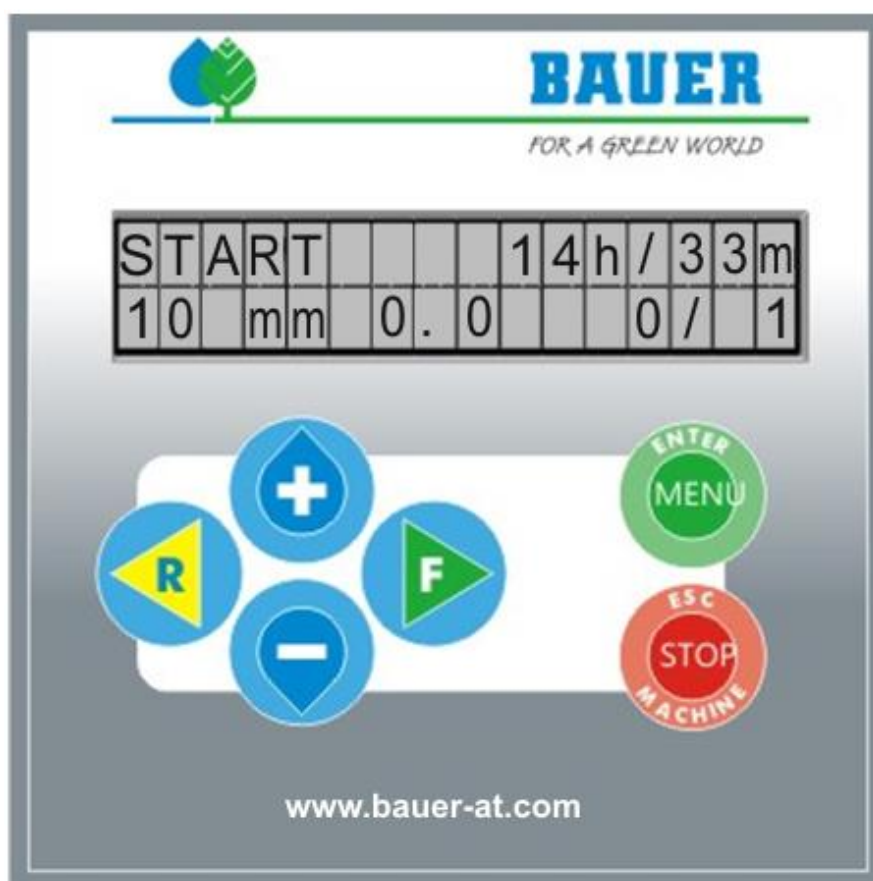 BAUER
FOR A GREEN WORLD
START 14h/33m
10 mm 0.0 0/ 1
+
R
F
-
ENTER
MENU
ESC
STOP
MACHINE
www.bauer-at.com